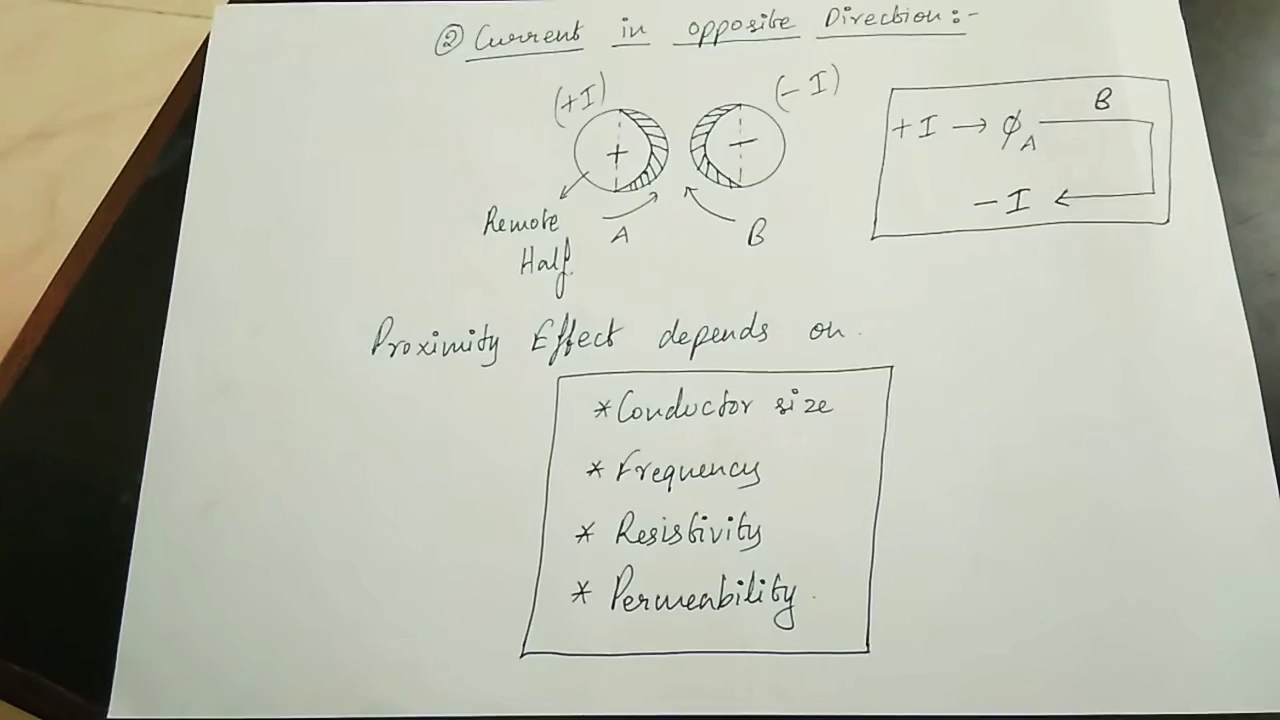 ② Current in opposite Direction:-
(+I) (-I)
+ +
Remote
Half.
A B
B
+I → ϕA
-I ←
Proximity Effect depends on.
* Conductor size
* Frequency
* Resistivity
* Permeability.